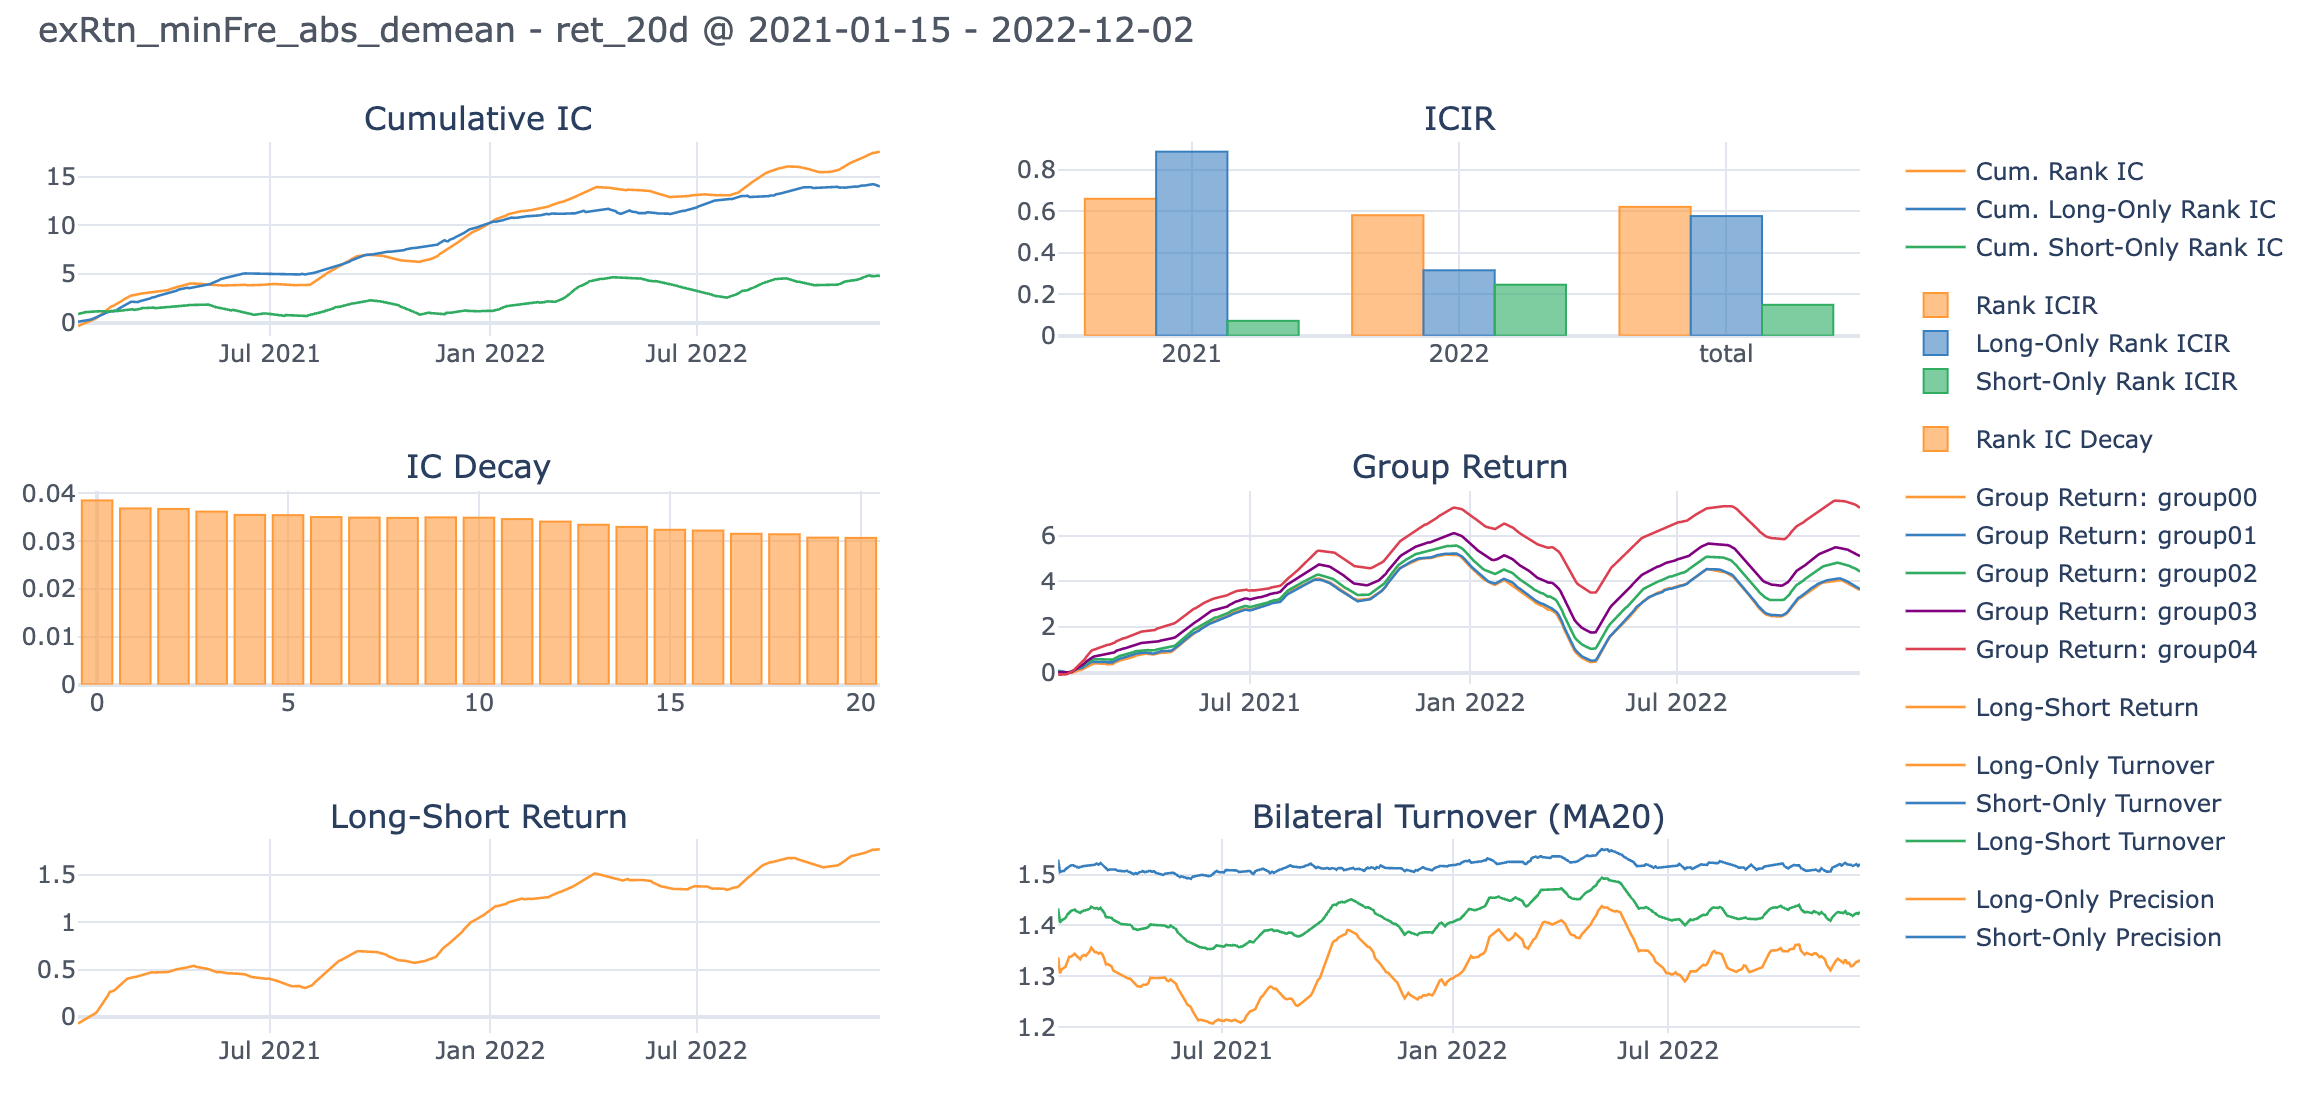 exRtn_minFre_abs_demean - ret_20d @ 2021-01-15 - 2022-12-02
Cumulative IC
15
10
5
0
Jul 2021
Jan 2022
Jul 2022
ICIR
0.8
0.6
0.4
0.2
0
2021
2022
total
IC Decay
0.04
0.03
0.02
0.01
0
0
5
10
15
20
Group Return
6
4
2
0
Jul 2021
Jan 2022
Jul 2022
Long-Short Return
1.5
1
0.5
0
Jul 2021
Jan 2022
Jul 2022
Bilateral Turnover (MA20)
1.5
1.4
1.3
1.2
Jul 2021
Jan 2022
Jul 2022
Cum. Rank IC
Cum. Long-Only Rank IC
Cum. Short-Only Rank IC
Rank ICIR
Long-Only Rank ICIR
Short-Only Rank ICIR
Rank IC Decay
Group Return: group00
Group Return: group01
Group Return: group02
Group Return: group03
Group Return: group04
Long-Short Return
Long-Only Turnover
Short-Only Turnover
Long-Short Turnover
Long-Only Precision
Short-Only Precision